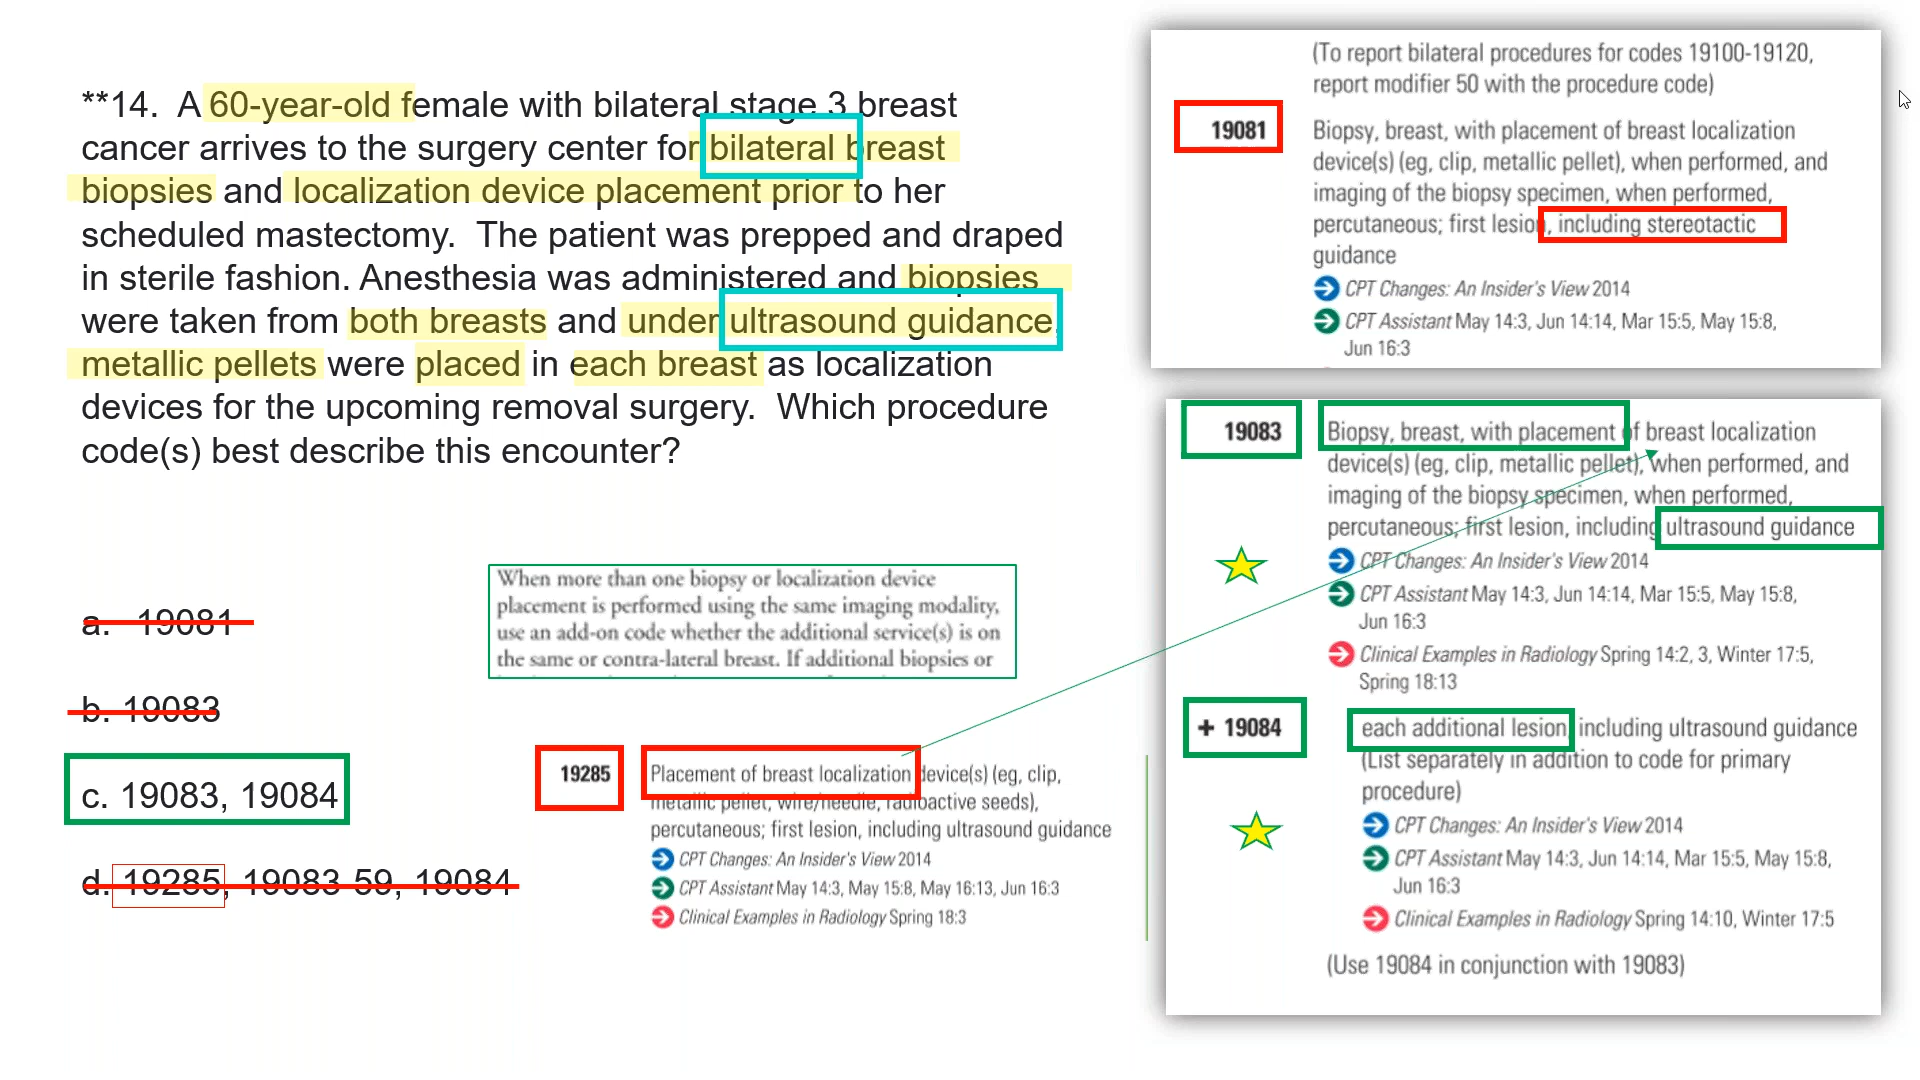 **14. A 60-year-old female with bilateral stage 3 breast
cancer arrives to the surgery center for bilateral breast
biopsies and localization device placement prior to her
scheduled mastectomy. The patient was prepped and draped
in sterile fashion. Anesthesia was administered and biopsies
were taken from both breasts and under ultrasound guidance,
metallic pellets were placed in each breast as localization
devices for the upcoming removal surgery. Which procedure
code(s) best describe this encounter?
a. 19081
b. 19083
c. 19083, 19084
d. 19285, 19083-59, 19084
When more than one biopsy or localization device
placement is performed using the same imaging modality,
use an add-on code whether the additional service(s) is on
the same or contra-lateral breast. If additional biopsies or
19285 Placement of breast localization device(s) (eg, clip,
metallic pellet, wire/needle, radioactive seeds),
percutaneous; first lesion, including ultrasound guidance
CPT Changes: An Insider's View 2014
CPT Assistant May 14:3, May 15:8, May 16:13, Jun 16:3
Clinical Examples in Radiology Spring 18:3
(To report bilateral procedures for codes 19100-19120,
report modifier 50 with the procedure code)
19081 Biopsy, breast, with placement of breast localization
device(s) (eg, clip, metallic pellet), when performed, and
imaging of the biopsy specimen, when performed,
percutaneous; first lesion, including stereotactic
guidance
CPT Changes: An Insider's View 2014
CPT Assistant May 14:3, Jun 14:14, Mar 15:5, May 15:8,
Jun 16:3
19083 Biopsy, breast, with placement of breast localization
device(s) (eg, clip, metallic pellet), when performed, and
imaging of the biopsy specimen, when performed,
percutaneous; first lesion, including ultrasound guidance
CPT Changes: An Insider's View 2014
CPT Assistant May 14:3, Jun 14:14, Mar 15:5, May 15:8,
Jun 16:3
Clinical Examples in Radiology Spring 14:2, 3, Winter 17:5,
Spring 18:13
+ 19084 each additional lesion, including ultrasound guidance
(List separately in addition to code for primary
procedure)
CPT Changes: An Insider's View 2014
CPT Assistant May 14:3, Jun 14:14, Mar 15:5, May 15:8,
Jun 16:3
Clinical Examples in Radiology Spring 14:10, Winter 17:5
(Use 19084 in conjunction with 19083)